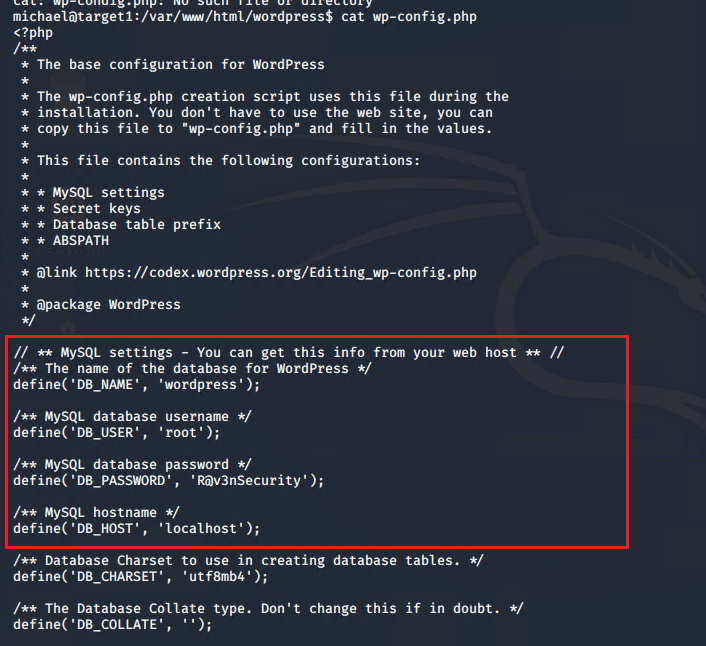 cat: wp-condig.php: No such file or directory
michael@target1:/var/www/html/wordpress$ cat wp-config.php
<?php
/**
 * The base configuration for WordPress
 *
 * The wp-config.php creation script uses this file during the
 * installation. You don't have to use the web site, you can
 * copy this file to "wp-config.php" and fill in the values.
 *
 * This file contains the following configurations:
 *
 * * MySQL settings
 * * Secret keys
 * * Database table prefix
 * * ABSPATH
 *
 * @link https://codex.wordpress.org/Editing_wp-config.php
 *
 * @package WordPress
 */
// ** MySQL settings - You can get this info from your web host ** //
/** The name of the database for WordPress */
define('DB_NAME', 'wordpress');
/** MySQL database username */
define('DB_USER', 'root');
/** MySQL database password */
define('DB_PASSWORD', 'R@v3nSecurity');
/** MySQL hostname */
define('DB_HOST', 'localhost');
/** Database Charset to use in creating database tables. */
define('DB_CHARSET', 'utf8mb4');
/** The Database Collate type. Don't change this if in doubt. */
define('DB_COLLATE', '');